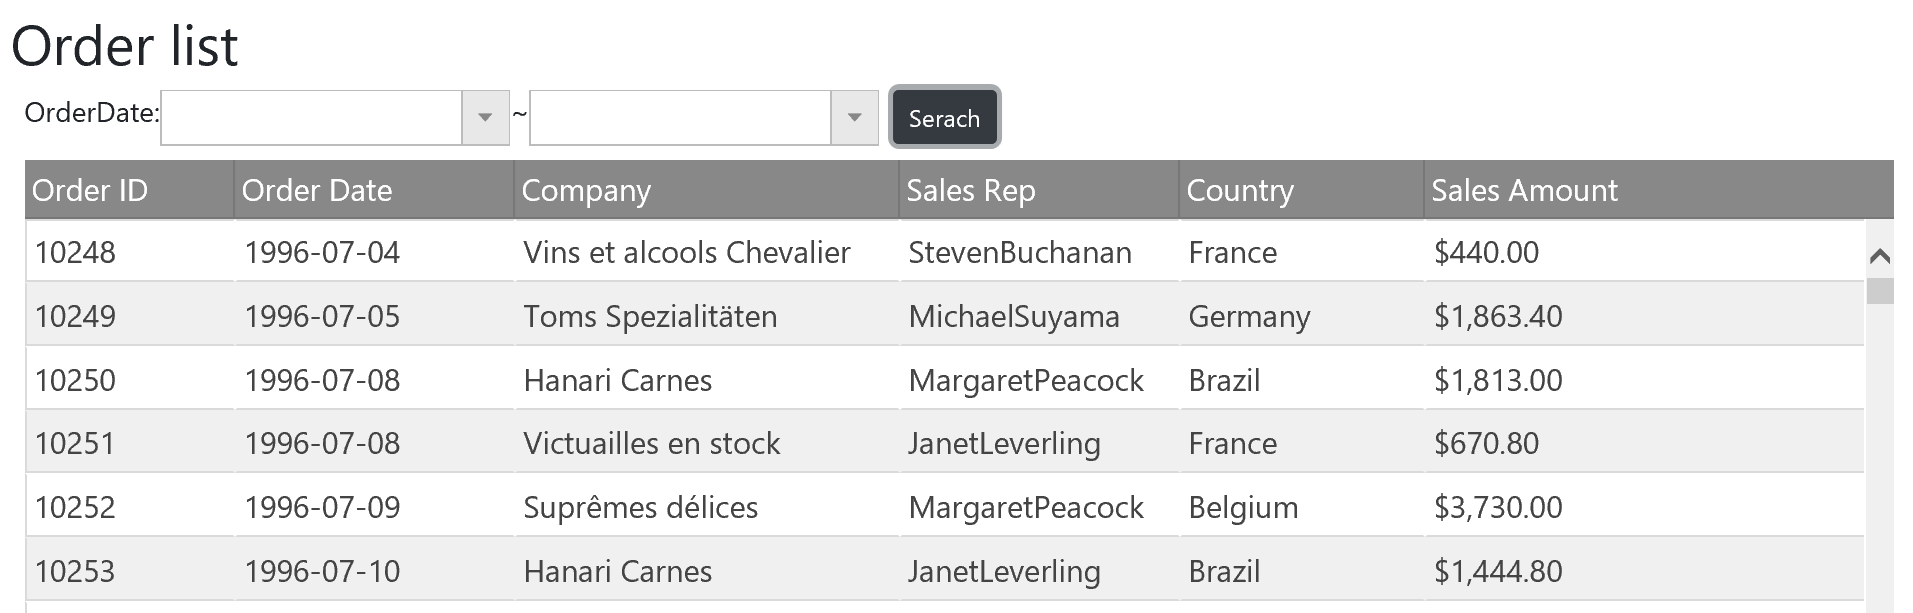 Order list
OrderDate: ~ Serach
Order ID Order Date Company Sales Rep Country Sales Amount
10248 1996-07-04 Vins et alcools Chevalier StevenBuchanan France $440.00
10249 1996-07-05 Toms Spezialitäten MichaelSuyama Germany $1,863.40
10250 1996-07-08 Hanari Carnes MargaretPeacock Brazil $1,813.00
10251 1996-07-08 Victuailles en stock JanetLeverling France $670.80
10252 1996-07-09 Suprêmes délices MargaretPeacock Belgium $3,730.00
10253 1996-07-10 Hanari Carnes JanetLeverling Brazil $1,444.80